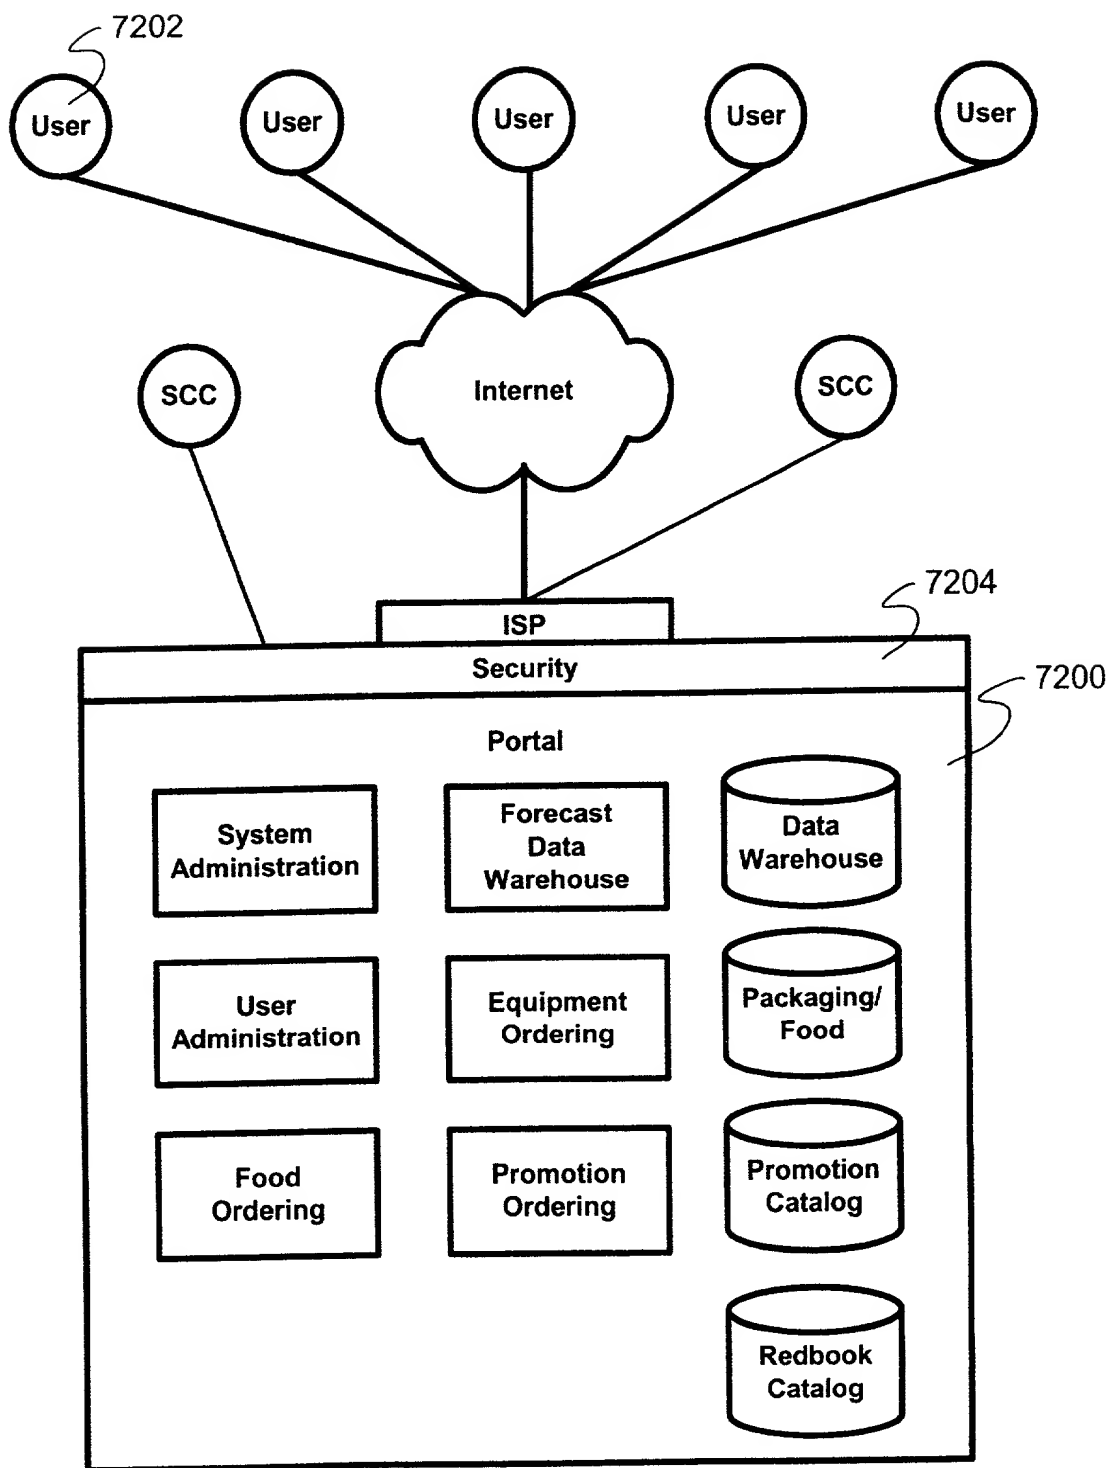 7202
User
User
User
User
User
Internet
SCC
SCC
ISP
7204
Security
7200
Portal
System
Administration
Forecast
Data
Warehouse
Data
Warehouse
User
Administration
Equipment
Ordering
Packaging/
Food
Food
Ordering
Promotion
Ordering
Promotion
Catalog
Redbook
Catalog